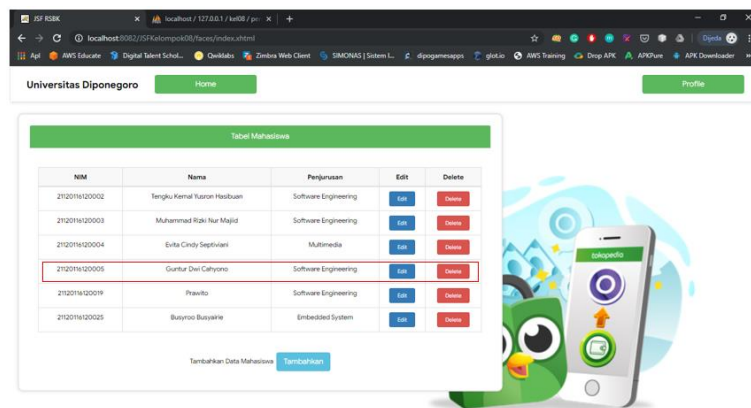 JSF RSBK
localhost / 127.0.0.1 / kel08 / pe
localhost:8082/JSFKelompok08/faces/index.xhtml
Dijeda
Apl AWS Educate Digital Talent Schol... Qwiklabs Zimbra Web Client SIMONAS | Sistem I... dipogamesapps glot.io AWS Training Drop APK APKPure APK Downloader
Universitas Diponegoro Home Profile
Tabel Mahasiswa
NIM Nama Penjurusan Edit Delete
21120116120002 Tengku Kemal Yusron Hasibuan Software Engineering Edit Delete
21120116120003 Muhammad Rizki Nur Majiid Software Engineering Edit Delete
21120116120004 Evita Cindy Septiviani Multimedia Edit Delete
21120116120005 Guntur Dwi Cahyono Software Engineering Edit Delete
21120116120019 Prawito Software Engineering Edit Delete
21120116120025 Busyroo Busyairie Embedded System Edit Delete
Tambahkan Data Mahasiswa Tambahkan
tokopedia